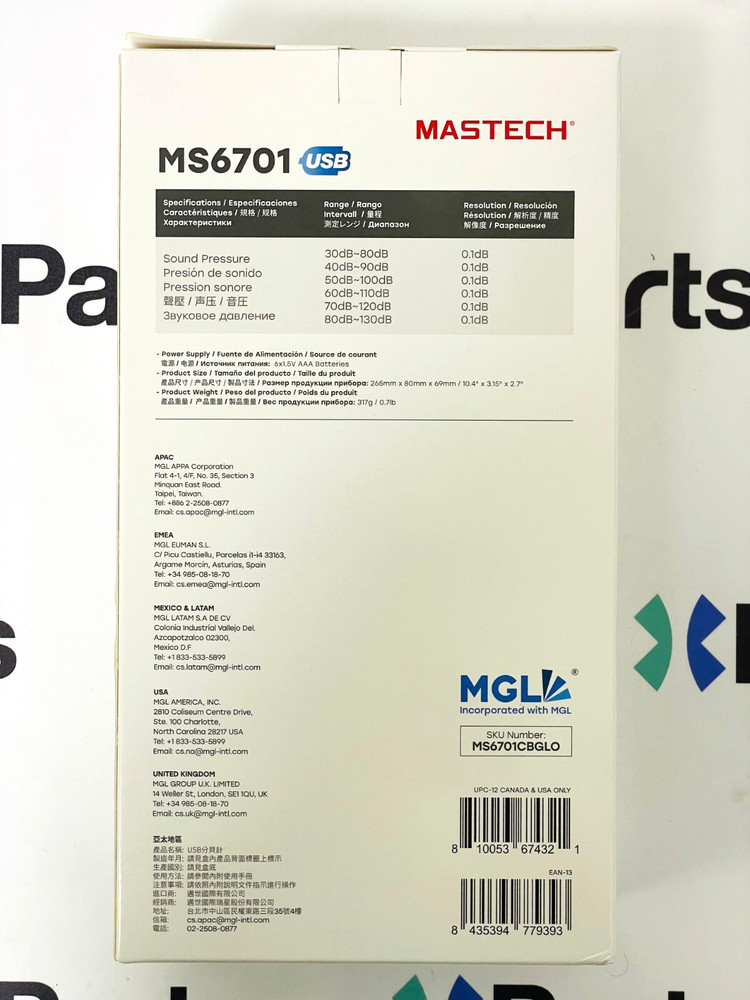 MASTECH®
MS6701 USB
Specifications / Especificaciones
Caractéristiques / 規格 / 规格
Характеристики
Range / Rango
Intervall / 量程
測定レンジ / Диапазон
Resolution / Resolución
Résolution / 解析度 / 精度
解像度 / Разрешение
Sound Pressure
Presión de sonido
Pression sonore
聲壓 / 声压 / 音圧
Звуковое давление
30dB~80dB 0.1dB
40dB~90dB 0.1dB
50dB~100dB 0.1dB
60dB~110dB 0.1dB
70dB~120dB 0.1dB
80dB~130dB 0.1dB
- Power Supply / Fuente de Alimentación / Source de courant
電源 / 电源 / Источник питания: 6x1.5V AAA Batteries
- Product Size / Tamaño del producto / Taille du produit
產品尺寸 / 产品尺寸 / 製品寸法 / Размер продукции прибора: 265mm x 80mm x 69mm / 10.4" x 3.15" x 2.7"
- Product Weight / Peso del producto / Poids du produit
產品重量 / 产品重量 / 製品重量 / Вес продукции прибора: 317g / 0.7lb
APAC
MGL APPA Corporation
Flat 4-1, 4/F, No. 35, Section 3
Minquan East Road.
Taipei, Taiwan.
Tel: +886 2-2508-0877
Email: cs.apac@mgl-intl.com
EMEA
MGL EUMAN S.L.
C/ Picu Castiellu, Parcelas i1-i4 33163,
Argame Morcín, Asturias, Spain
Tel: +34 985-08-18-70
Email: cs.emea@mgl-intl.com
MEXICO & LATAM
MGL LATAM S.A DE CV
Colonia Industrial Vallejo Del.
Azcapotzalco 02300,
Mexico D.F
Tel: +1 833-533-5899
Email: cs.latam@mgl-intl.com
USA
MGL AMERICA, INC.
2810 Coliseum Centre Drive,
Ste. 100 Charlotte,
North Carolina 28217 USA
Tel: +1 833-533-5899
Email: cs.na@mgl-intl.com
UNITED KINGDOM
MGL GROUP U.K. LIMITED
14 Weller St, London, SE1 1QU, UK
Tel: +34 985-08-18-70
Email: cs.uk@mgl-intl.com
亞太地區
產品名稱: USB分貝計
製造年月: 請見盒內產品背面標籤上標示
生產國別: 請見盒底
使用方法: 請參閱內附使用手冊
注意事項: 請依照內附說明文件指示進行操作
進口商: 邁世國際有限公司
經銷商: 邁世國際瑞星股份有限公司
地址: 台北市中山區民權東路三段35號4樓
信箱: cs.apac@mgl-intl.com
電話: 02-2508-0877
MGL®
Incorporated with MGL
SKU Number:
MS6701CBGLO
UPC-12 CANADA & USA ONLY
8 10053 67432 1
EAN-13
8 435394 779393
Pa
rts
s